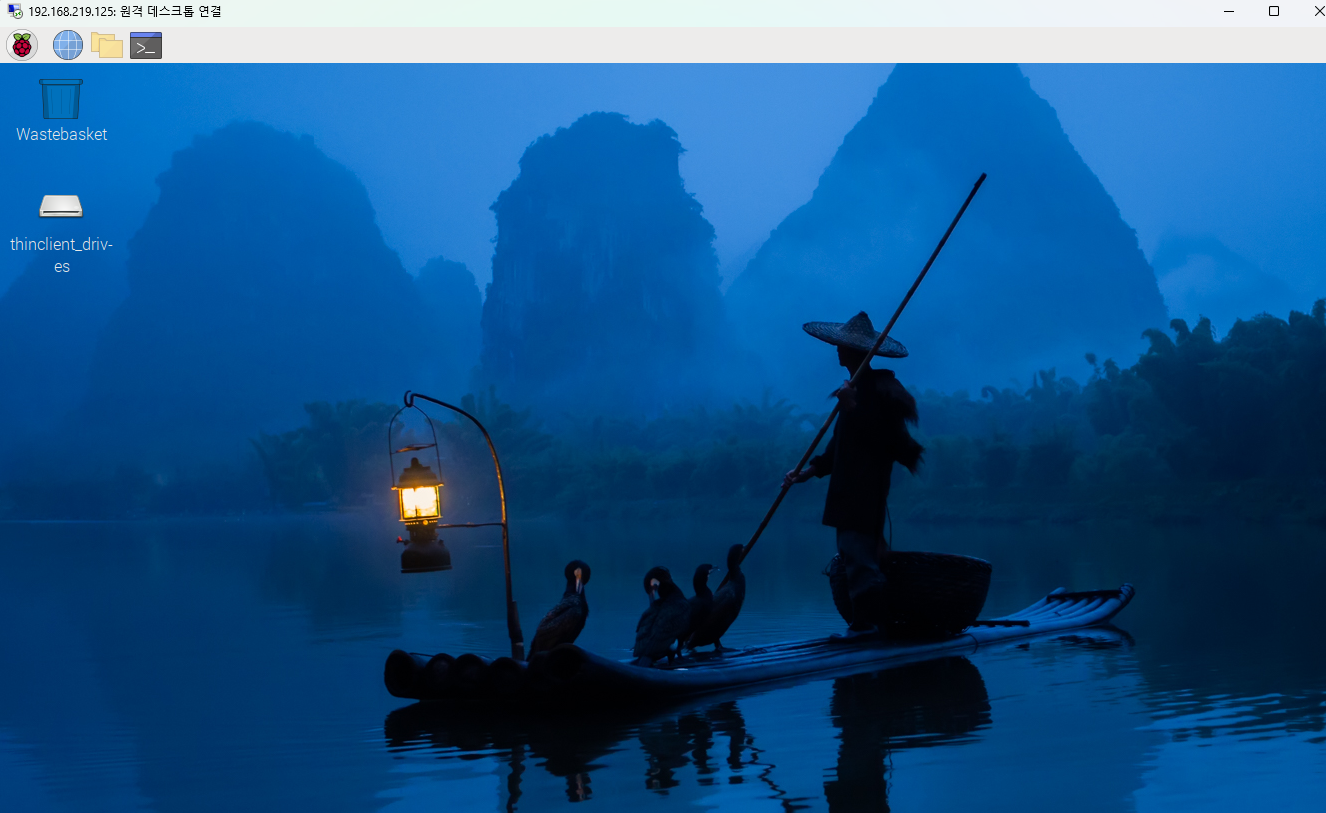 192.168.219.125: 원격 데스크톱 연결
>_
Wastebasket
thinclient_driv-
es